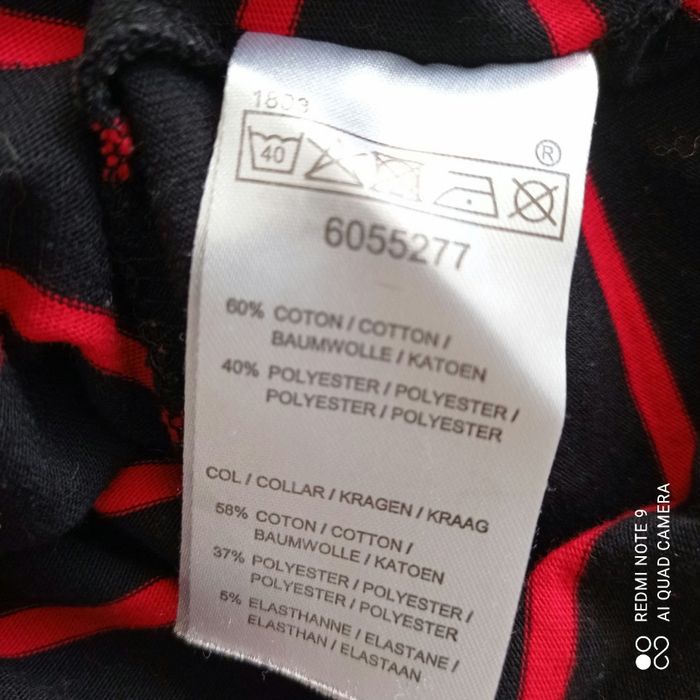 1809
40
®
6055277
60% COTON / COTTON /
BAUMWOLLE / KATOEN
40% POLYESTER / POLYESTER /
POLYESTER / POLYESTER
COL / COLLAR / KRAGEN / KRAAG
58% COTON / COTTON /
BAUMWOLLE / KATOEN
37% POLYESTER / POLYESTER /
POLYESTER / POLYESTER
5% ELASTHANNE / ELASTANE /
ELASTHAN / ELASTAAN
REDMI NOTE 9
AI QUAD CAMERA